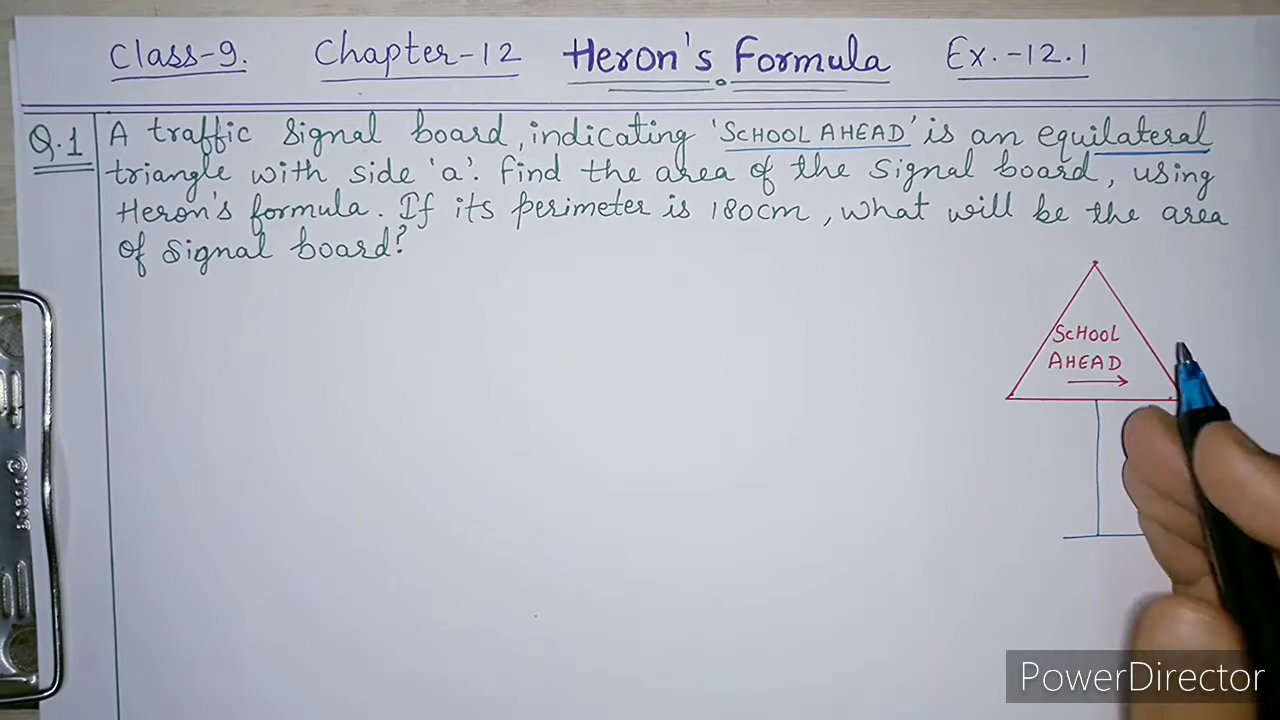 Class-9. Chapter-12 Heron's Formula Ex.-12.1
Q.1 A traffic signal board, indicating 'SCHOOL AHEAD' is an equilateral
triangle with side 'a'. Find the area of the signal board, using
Heron's formula. If its perimeter is 180cm, what will be the area
of signal board?
SCHOOL
AHEAD
PowerDirector